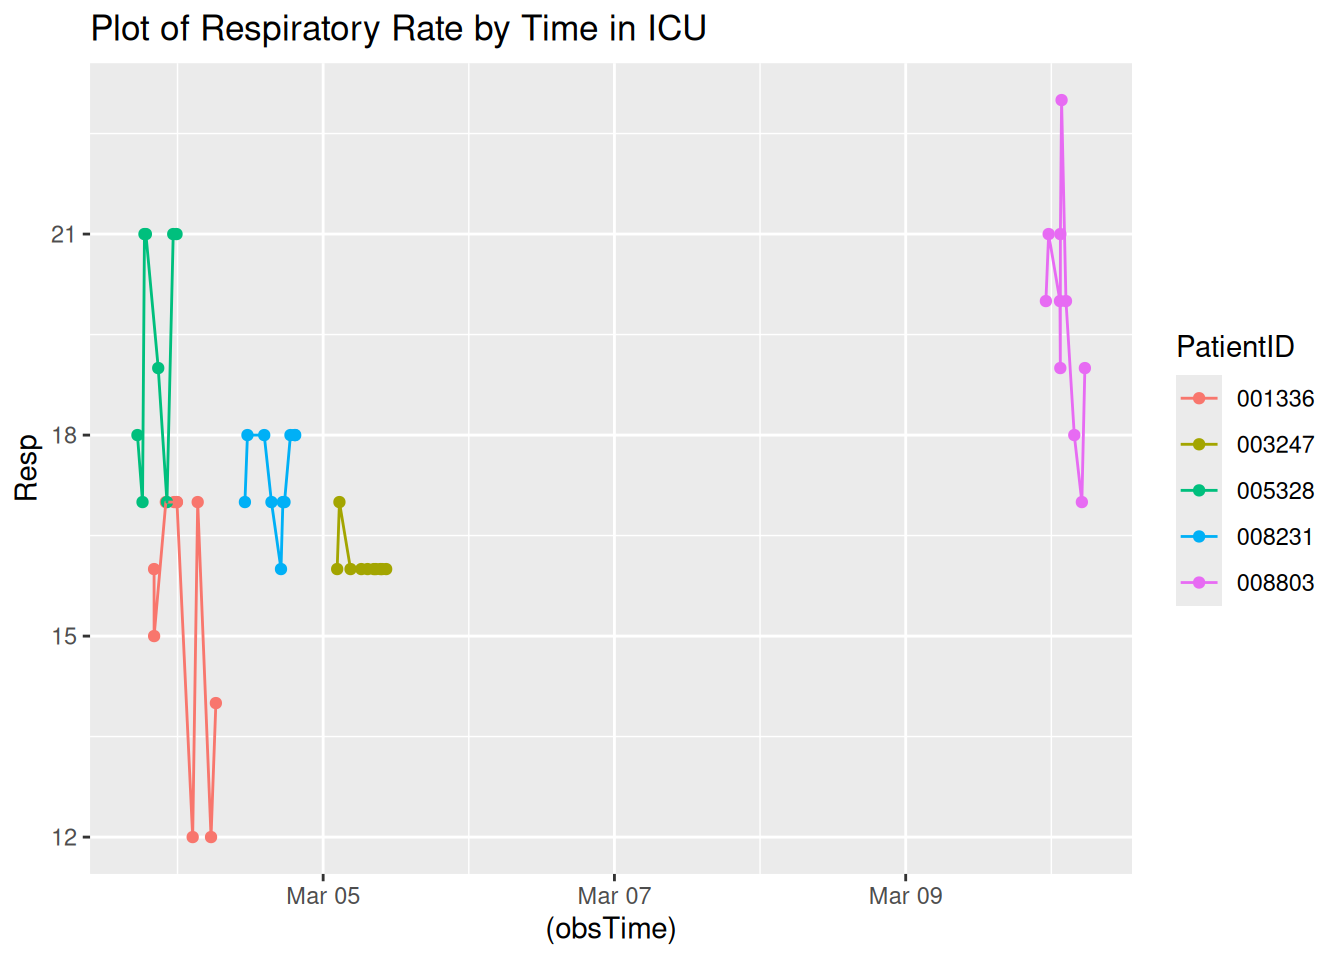 Plot of Respiratory Rate by Time in ICU
21
18
15
12
Resp
Mar 05
Mar 07
Mar 09
(obsTime)
PatientID
001336
003247
005328
008231
008803